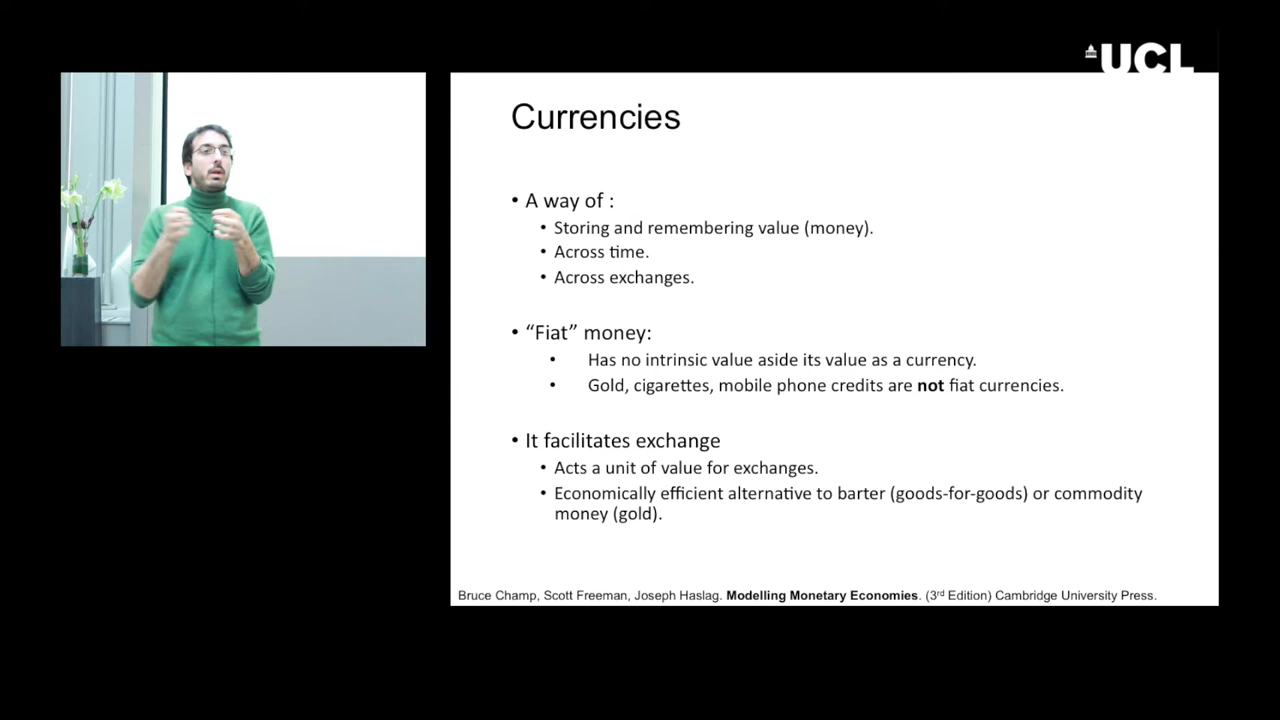 UCL
Currencies
• A way of :
• Storing and remembering value (money).
• Across time.
• Across exchanges.
• “Fiat” money:
• Has no intrinsic value aside its value as a currency.
• Gold, cigarettes, mobile phone credits are not fiat currencies.
• It facilitates exchange
• Acts a unit of value for exchanges.
• Economically efficient alternative to barter (goods-for-goods) or commodity
money (gold).
Bruce Champ, Scott Freeman, Joseph Haslag. Modelling Monetary Economies. (3rd Edition) Cambridge University Press.